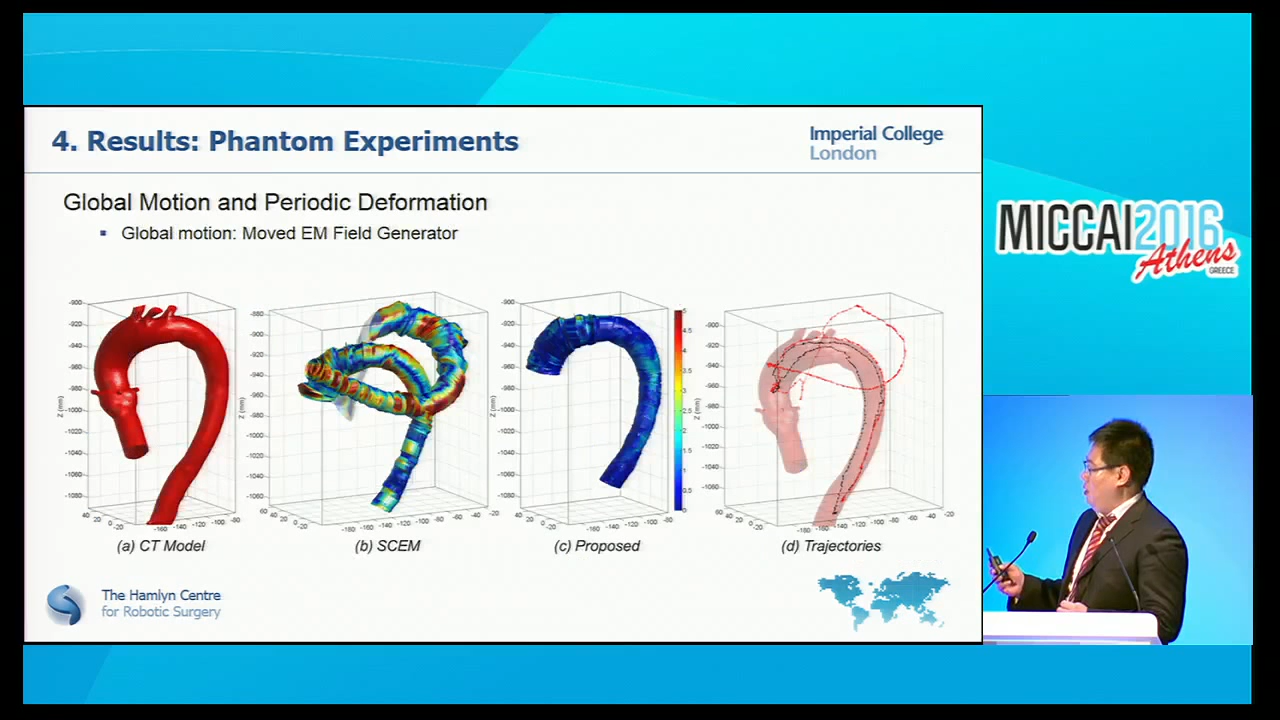 4. Results: Phantom Experiments
Imperial College
London
Global Motion and Periodic Deformation
Global motion: Moved EM Field Generator
(a) CT Model
(b) SCEM
(c) Proposed
(d) Trajectories
The Hamlyn Centre
for Robotic Surgery
MICCAI2016
Athens
GREECE